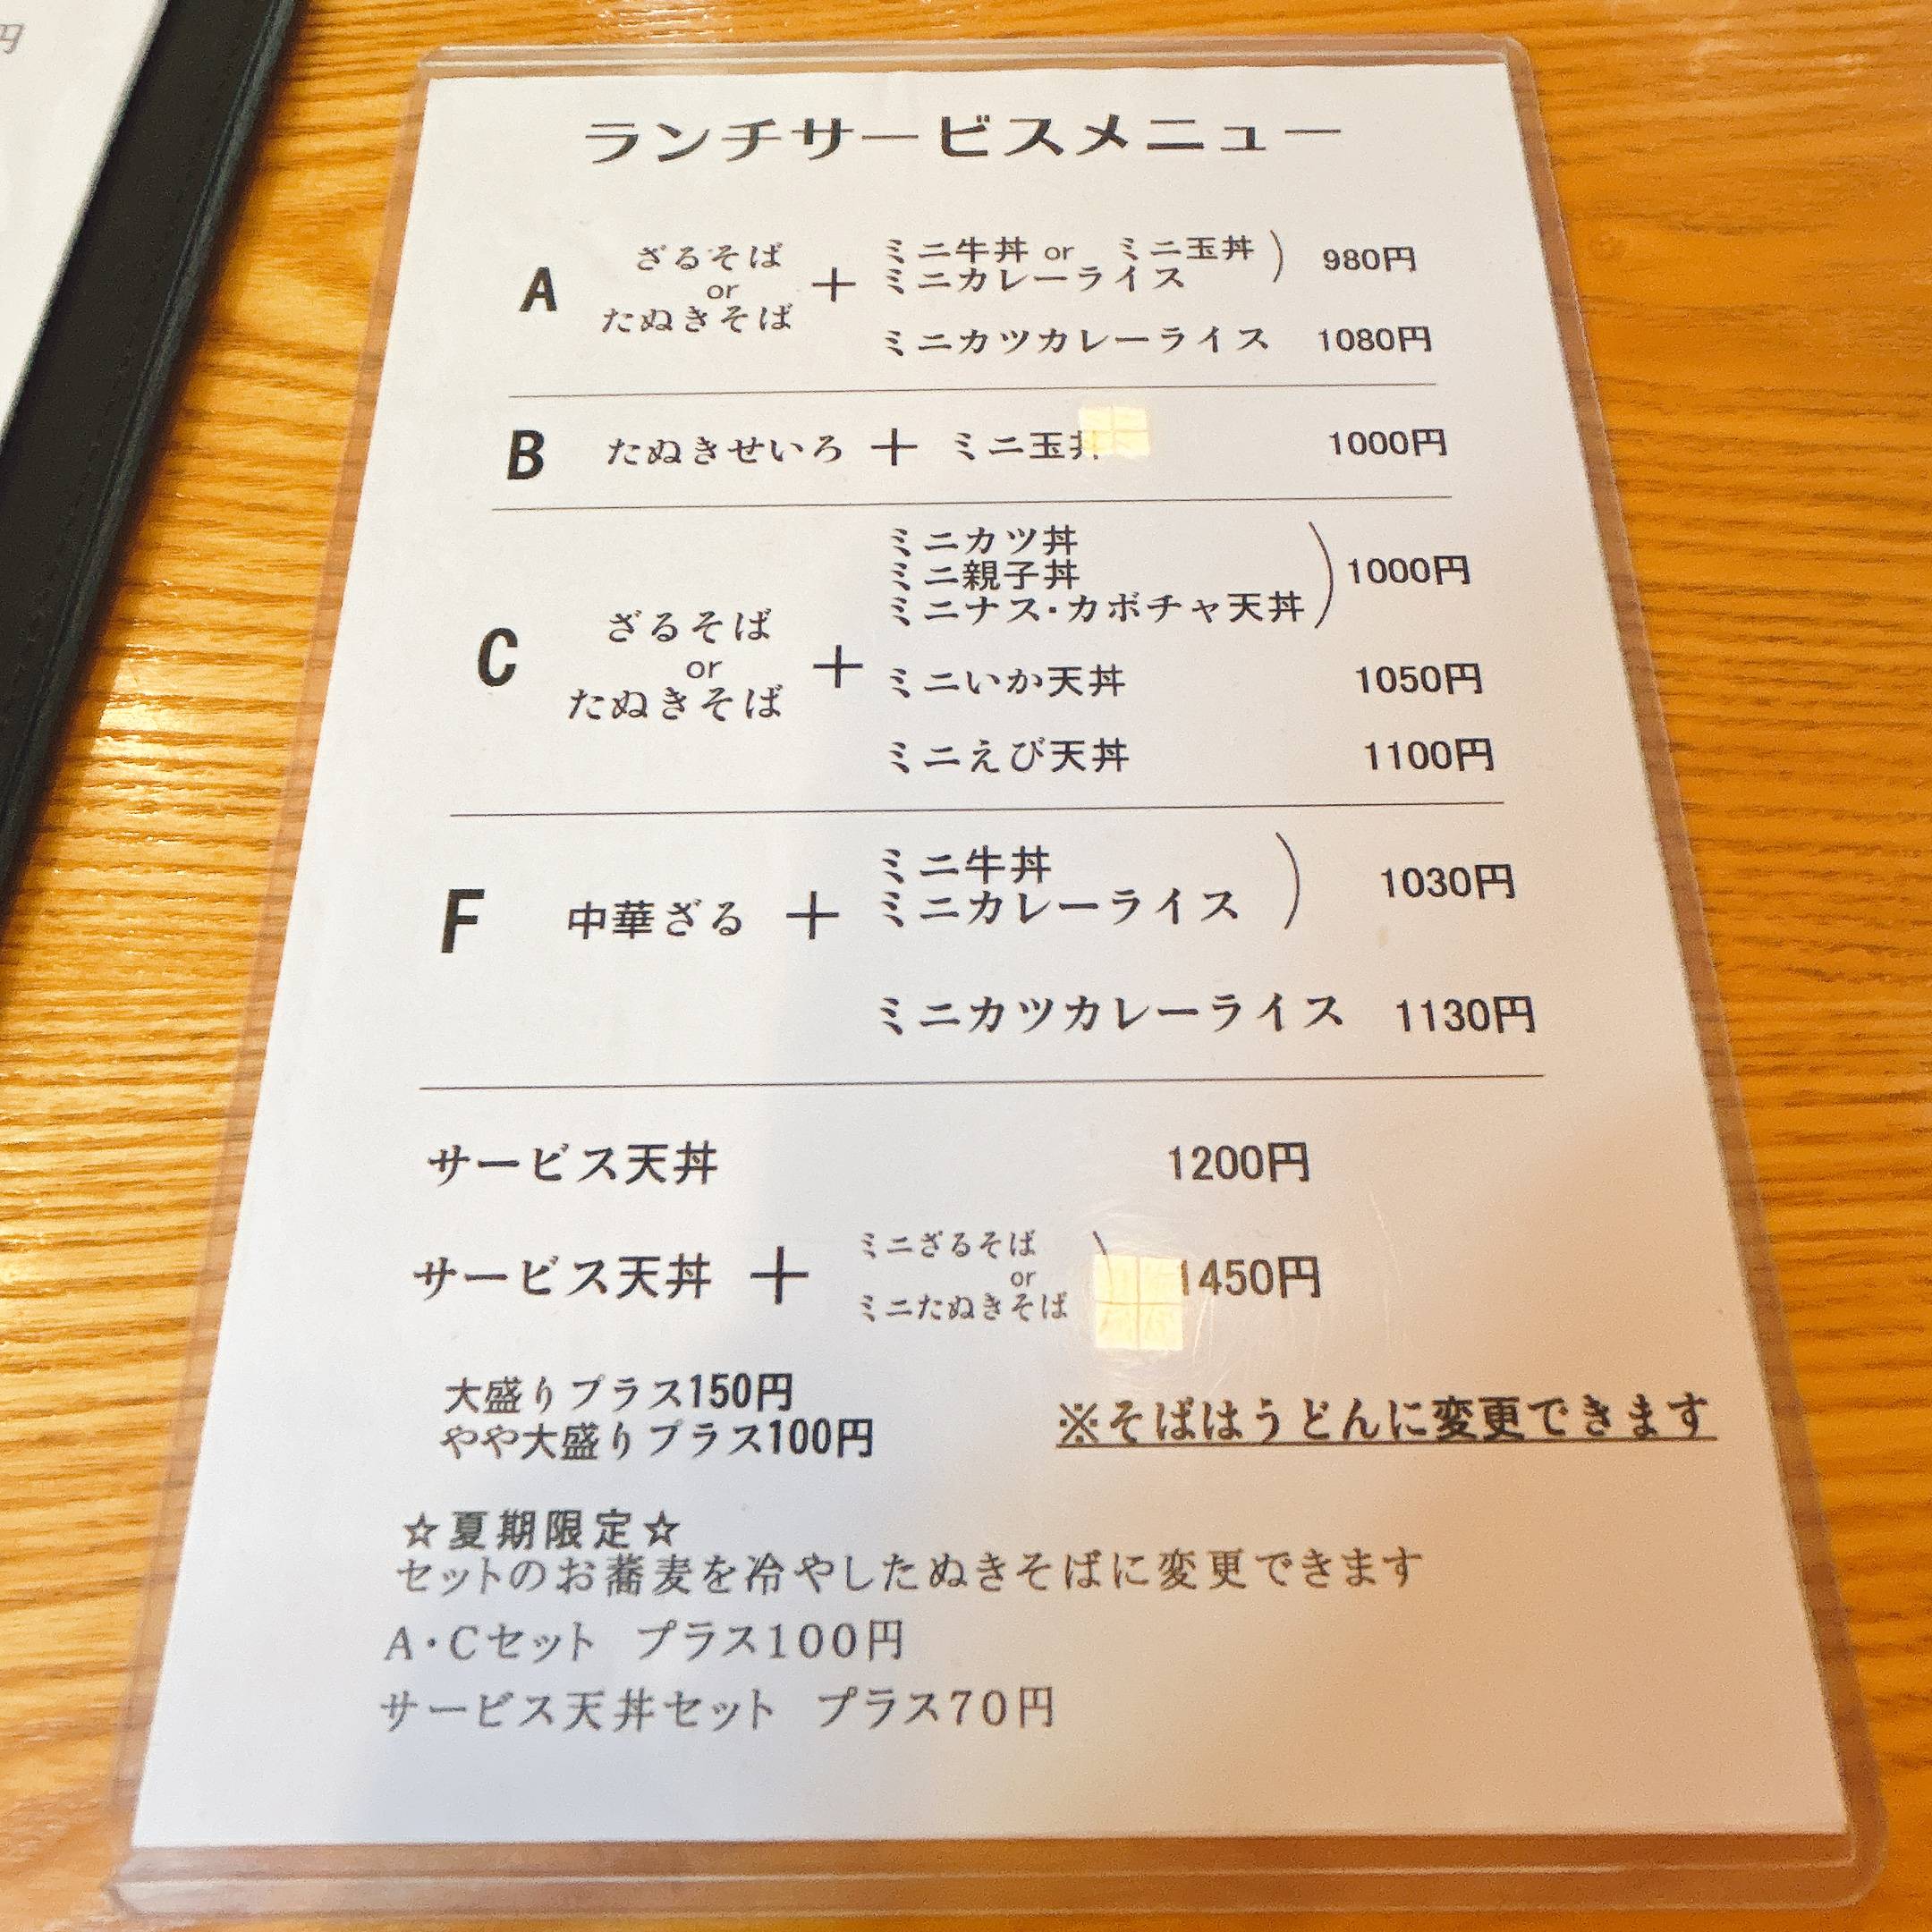 円
ランチサービスメニュー
A ざるそば or たぬきそば + ミニ牛丼 or ミニ玉丼 ) 980円
ミニカレーライス
ミニカツカレーライス 1080円
B たぬきせいろ + ミニ玉丼 1000円
C ざるそば or たぬきそば + ミニカツ丼
ミニ親子丼 ) 1000円
ミニナス・カボチャ天丼
ミニいか天丼 1050円
ミニえび天丼 1100円
F 中華ざる + ミニ牛丼 ) 1030円
ミニカレーライス
ミニカツカレーライス 1130円
サービス天丼 1200円
サービス天丼 + ミニざるそば or ミニたぬきそば ) 1450円
大盛りプラス150円
やや大盛りプラス100円
※そばはうどんに変更できます
☆夏期限定☆
セットのお蕎麦を冷やしたぬきそばに変更できます
A・Cセット プラス100円
サービス天丼セット プラス70円